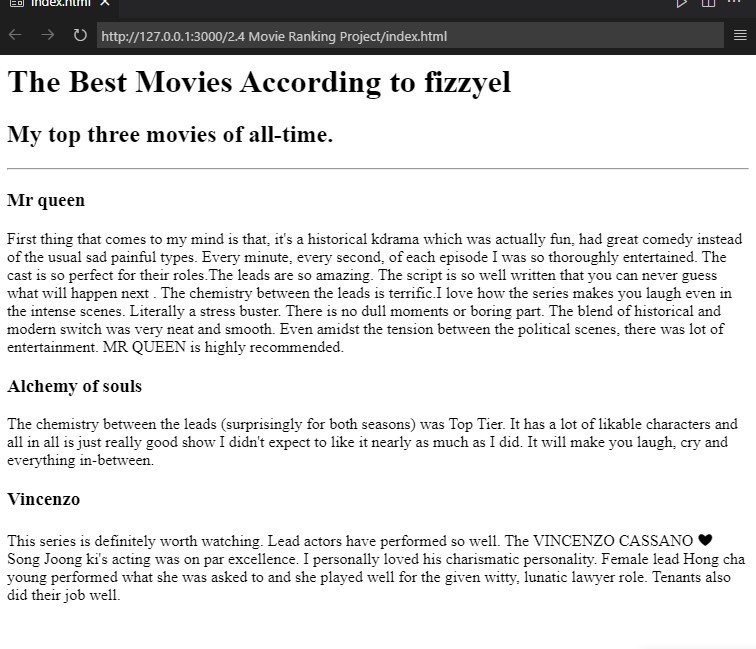 index.html
http://127.0.0.1:3000/2.4 Movie Ranking Project/index.html
The Best Movies According to fizzyel
My top three movies of all-time.
Mr queen
First thing that comes to my mind is that, it's a historical kdrama which was actually fun, had great comedy instead
of the usual sad painful types. Every minute, every second, of each episode I was so thoroughly entertained. The
cast is so perfect for their roles.The leads are so amazing. The script is so well written that you can never guess
what will happen next . The chemistry between the leads is terrific.I love how the series makes you laugh even in
the intense scenes. Literally a stress buster. There is no dull moments or boring part. The blend of historical and
modern switch was very neat and smooth. Even amidst the tension between the political scenes, there was lot of
entertainment. MR QUEEN is highly recommended.
Alchemy of souls
The chemistry between the leads (surprisingly for both seasons) was Top Tier. It has a lot of likable characters and
all in all is just really good show I didn't expect to like it nearly as much as I did. It will make you laugh, cry and
everything in-between.
Vincenzo
This series is definitely worth watching. Lead actors have performed so well. The VINCENZO CASSANO 🖤
Song Joong ki's acting was on par excellence. I personally loved his charismatic personality. Female lead Hong cha
young performed what she was asked to and she played well for the given witty, lunatic lawyer role. Tenants also
did their job well.